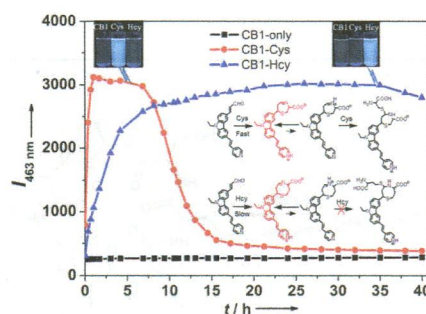 CB1 Cys Hcy
CB1-only
CB1-Cys
CB1-Hcy
CB1 Cys Hcy
4000
3000
2000
1000
0
I463 nm
Cys
Fast
Cys
Hcy
Slow
Hcy
0 5 10 15 20 25 30 35 40
t / h